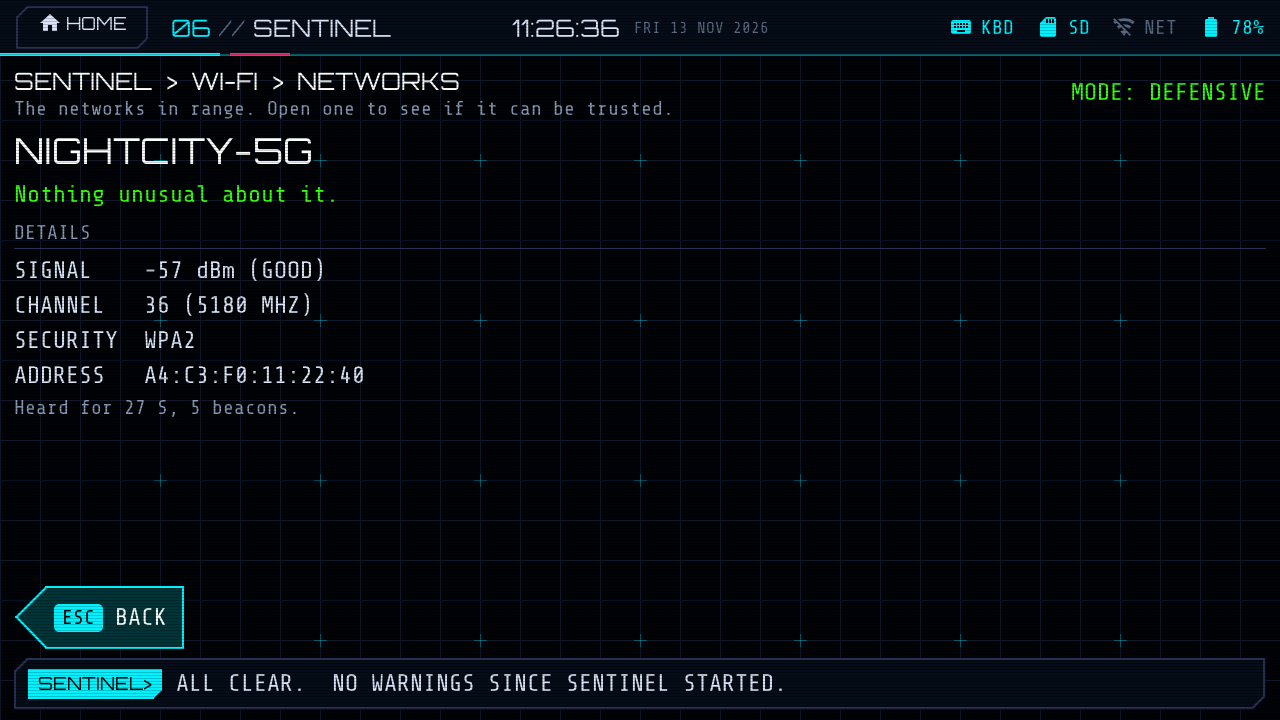 HOME
06 // SENTINEL
11:26:36
FRI 13 NOV 2026
KBD
SD
NET
78%
SENTINEL > WI-FI > NETWORKS
The networks in range. Open one to see if it can be trusted.
MODE: DEFENSIVE
NIGHTCITY-5G
Nothing unusual about it.
DETAILS
SIGNAL -57 dBm (GOOD)
CHANNEL 36 (5180 MHZ)
SECURITY WPA2
ADDRESS A4:C3:F0:11:22:40
Heard for 27 S, 5 beacons.
ESC BACK
SENTINEL> ALL CLEAR. NO WARNINGS SINCE SENTINEL STARTED.